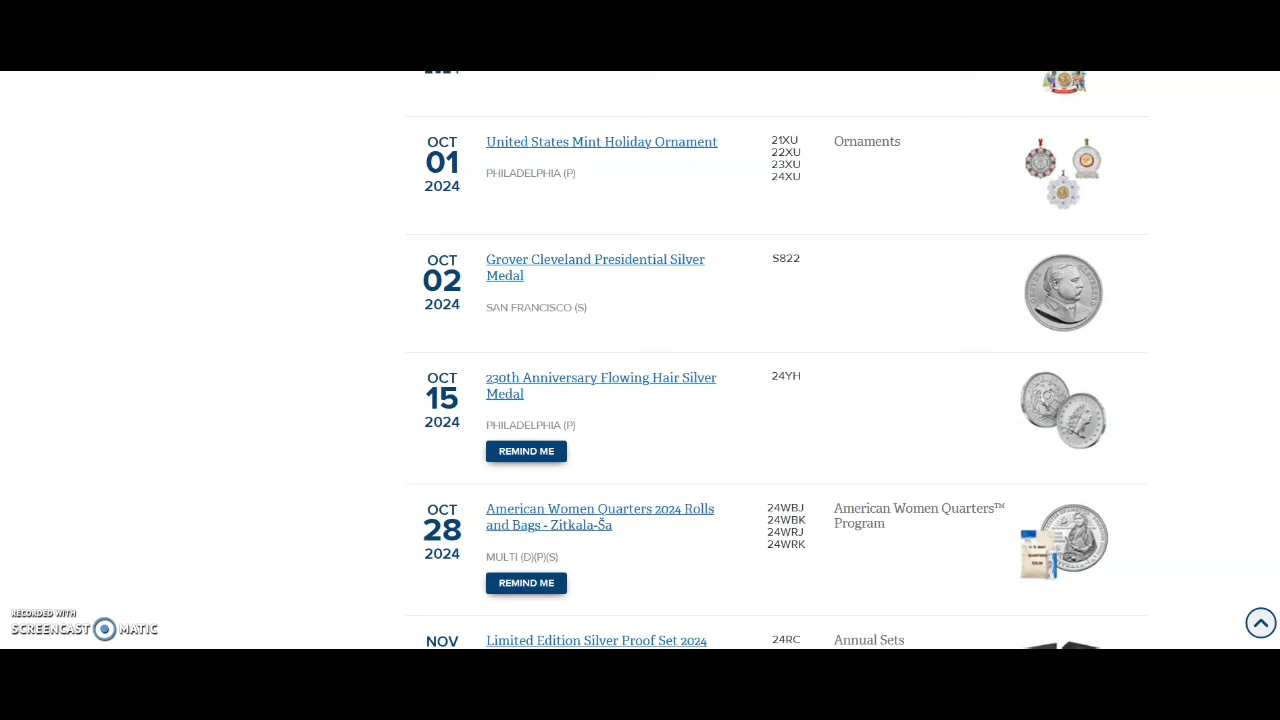 OCT
01
2024
United States Mint Holiday Ornament
PHILADELPHIA (P)
21XU
22XU
23XU
24XU
Ornaments
OCT
02
2024
Grover Cleveland Presidential Silver
Medal
SAN FRANCISCO (S)
S822
OCT
15
2024
230th Anniversary Flowing Hair Silver
Medal
PHILADELPHIA (P)
REMIND ME
24YH
OCT
28
2024
American Women Quarters 2024 Rolls
and Bags - Zitkala-Ša
MULTI (D)(P)(S)
REMIND ME
24WBJ
24WBK
24WRJ
24WRK
American Women Quarters™
Program
NOV
Limited Edition Silver Proof Set 2024
24RC
Annual Sets
RECORDED WITH
SCREENCAST MATIC